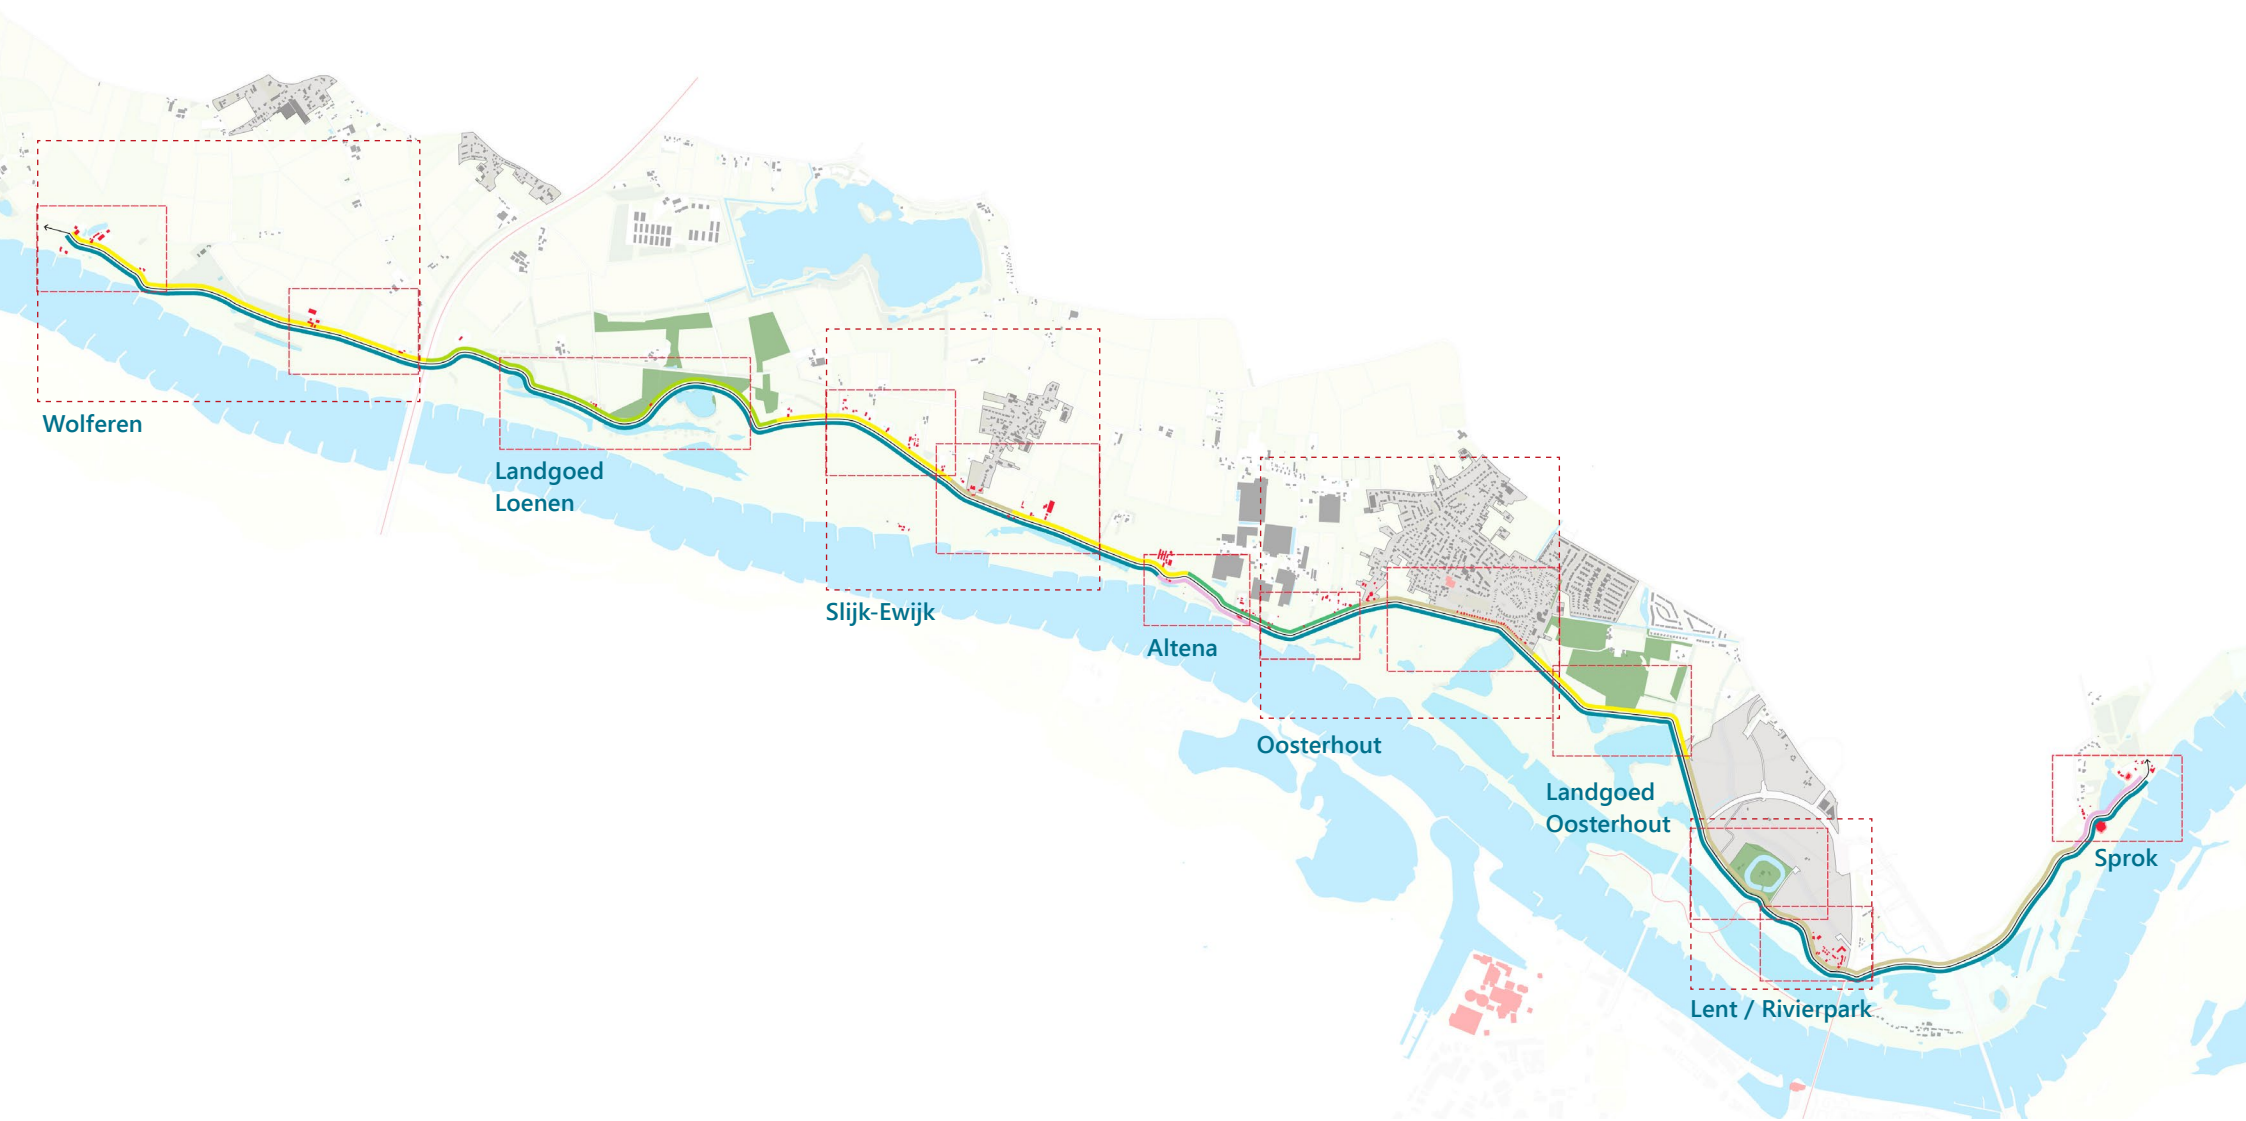 Wolferen
Landgoed
Loenen
Slijk-Ewijk
Altena
Oosterhout
Landgoed
Oosterhout
Lent / Rivierpark
Sprok